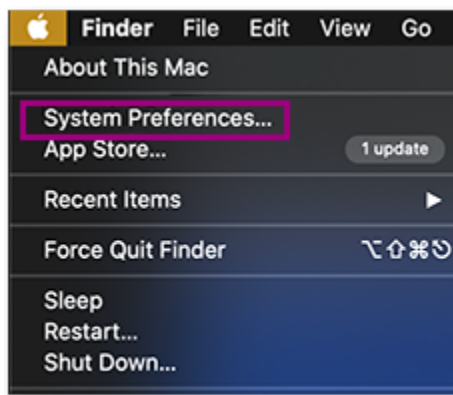 Finder File Edit View Go
About This Mac
System Preferences...
App Store... 1 update
Recent Items ▶
Force Quit Finder ⌥⇧⌘⎋
Sleep
Restart...
Shut Down...